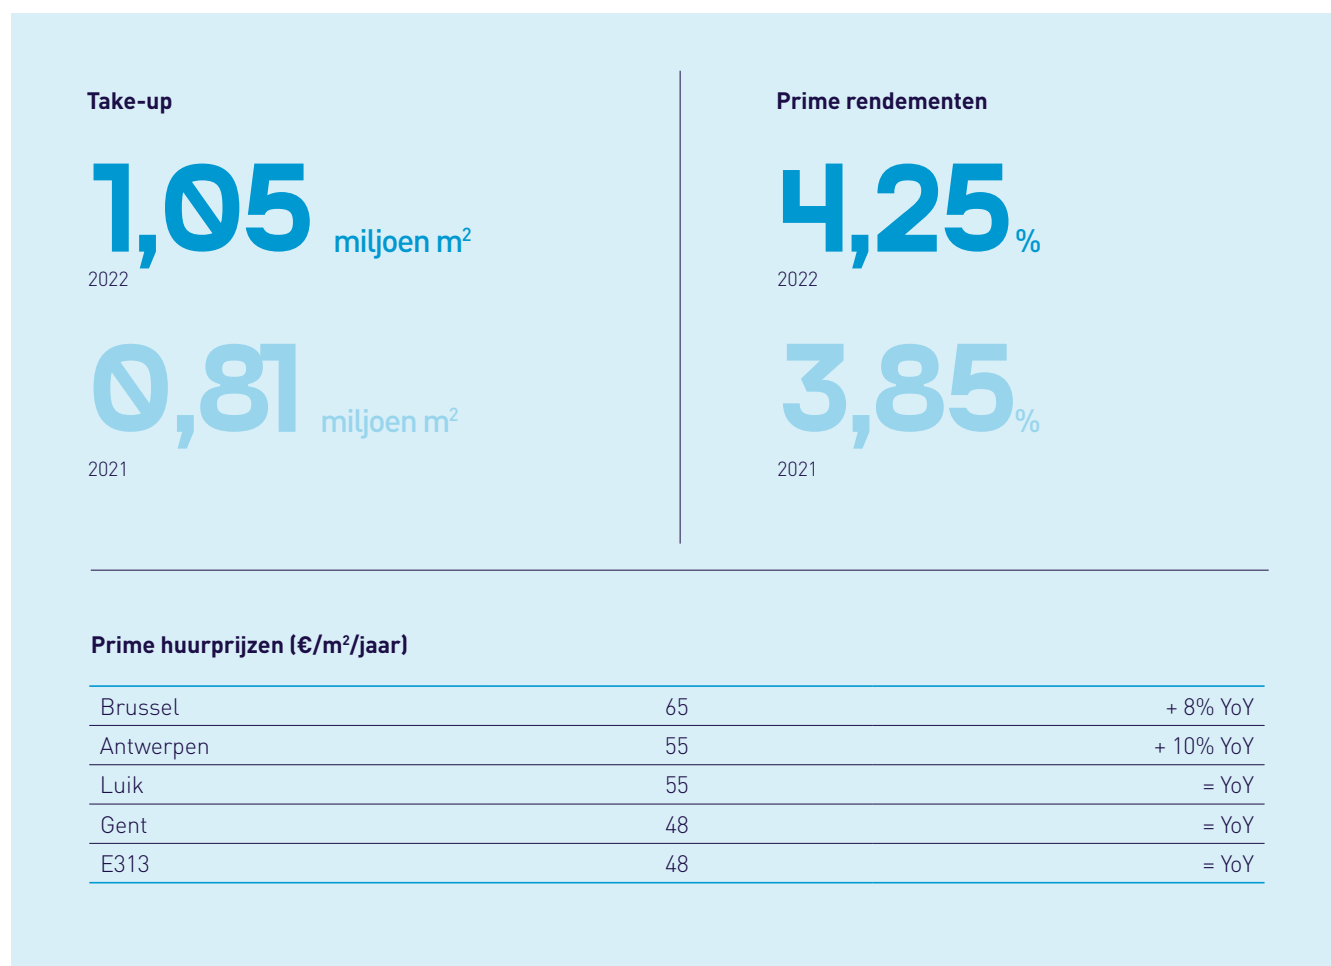 Take-up
1,05 miljoen m²
2022
0,81 miljoen m²
2021
Prime rendementen
4,25%
2022
3,85%
2021
Prime huurprijzen (€/m²/jaar)
Brussel 65 + 8% YoY
Antwerpen 55 + 10% YoY
Luik 55 = YoY
Gent 48 = YoY
E313 48 = YoY